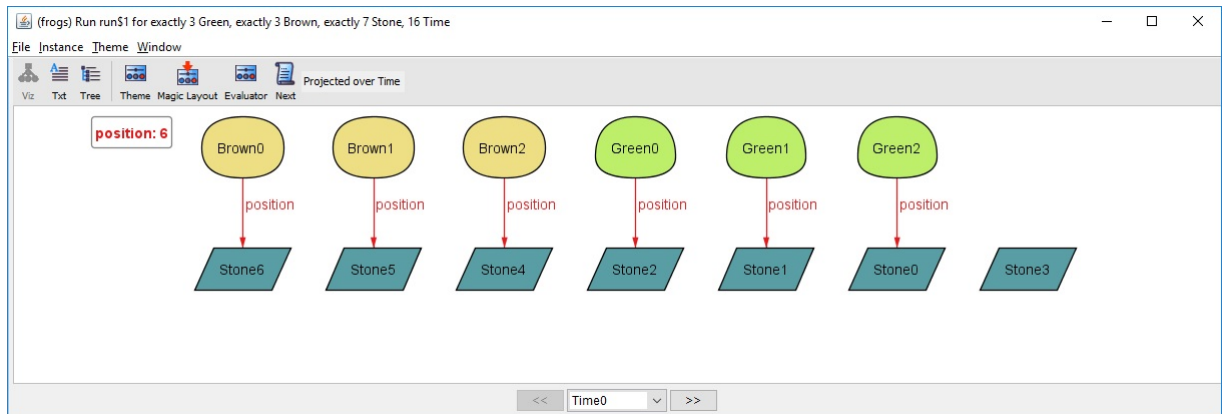 (frogs) Run run$1 for exactly 3 Green, exactly 3 Brown, exactly 7 Stone, 16 Time
File Instance Theme Window
Viz Txt Tree Theme Magic Layout Evaluator Next Projected over Time
position: 6
Brown0 Brown1 Brown2 Green0 Green1 Green2
position position position position position position
Stone6 Stone5 Stone4 Stone2 Stone1 Stone0 Stone3
<< Time0 >>